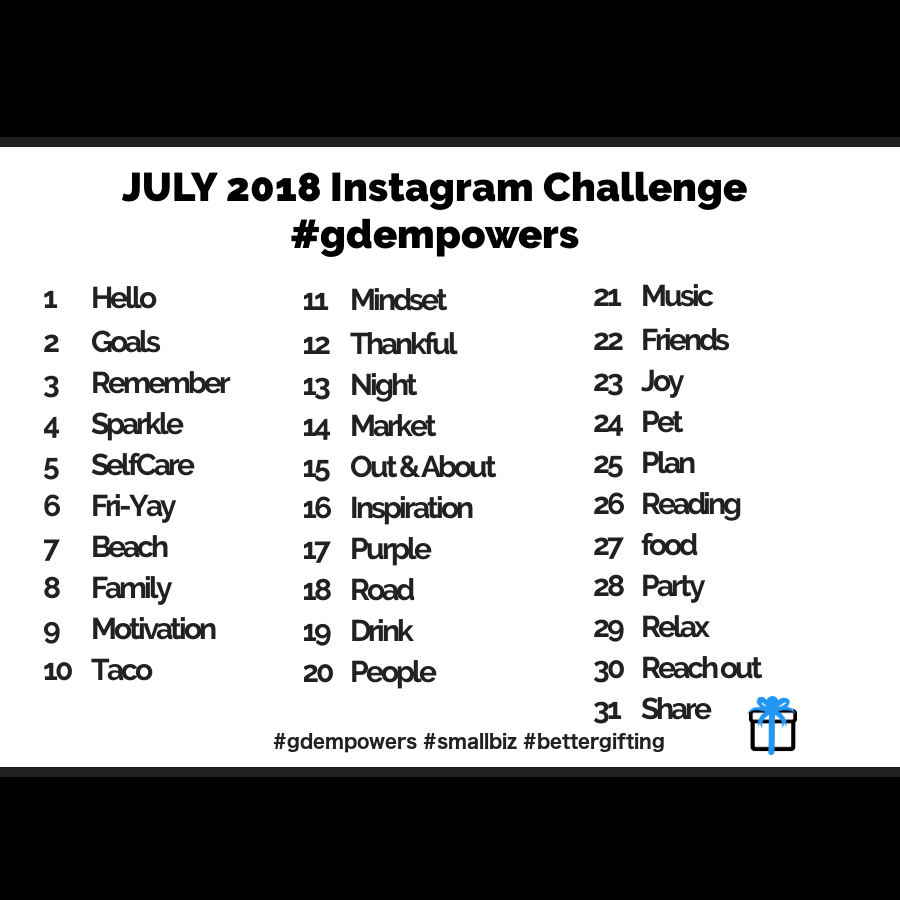 JULY 2018 Instagram Challenge
#gdempowers
1 Hello
2 Goals
3 Remember
4 Sparkle
5 SelfCare
6 Fri-Yay
7 Beach
8 Family
9 Motivation
10 Taco
11 Mindset
12 Thankful
13 Night
14 Market
15 Out & About
16 Inspiration
17 Purple
18 Road
19 Drink
20 People
21 Music
22 Friends
23 Joy
24 Pet
25 Plan
26 Reading
27 food
28 Party
29 Relax
30 Reach out
31 Share
#gdempowers #smallbiz #bettergifting